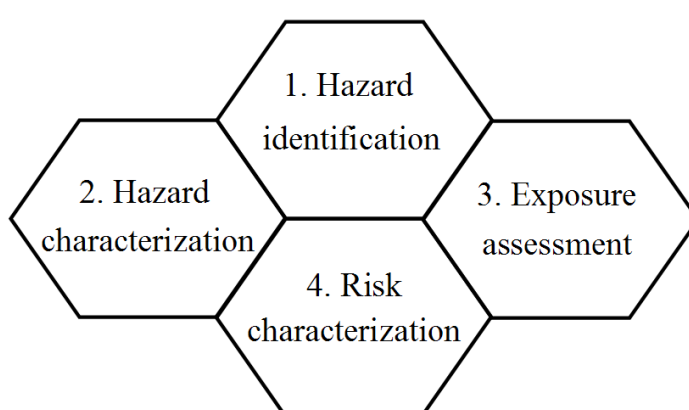 1. Hazard
identification
2. Hazard
characterization
3. Exposure
assessment
4. Risk
characterization